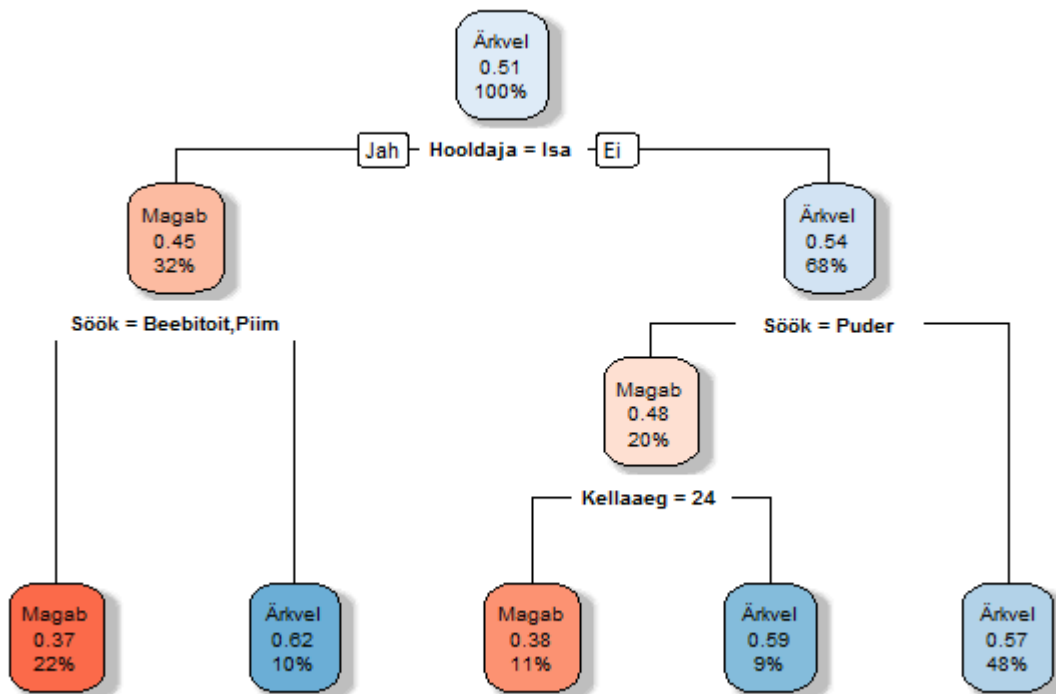 Ärkvel
0.51
100%
Jah Hooldaja = Isa Ei
Magab
0.45
32%
Ärkvel
0.54
68%
Söök = Beebitoit,Piim
Söök = Puder
Magab
0.48
20%
Kellaaeg = 24
Magab
0.37
22%
Ärkvel
0.62
10%
Magab
0.38
11%
Ärkvel
0.59
9%
Ärkvel
0.57
48%